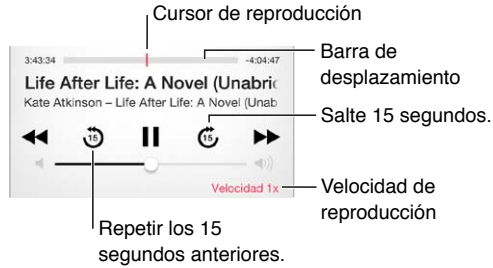 Cursor de reproducción
3:43:34
-4:04:47
Barra de
desplazamiento
Life After Life: A Novel (Unabri
Kate Atkinson – Life After Life: A Novel (Unab
Salte 15 segundos.
15
15
Velocidad 1x
Velocidad de
reproducción
Repetir los 15
segundos anteriores.